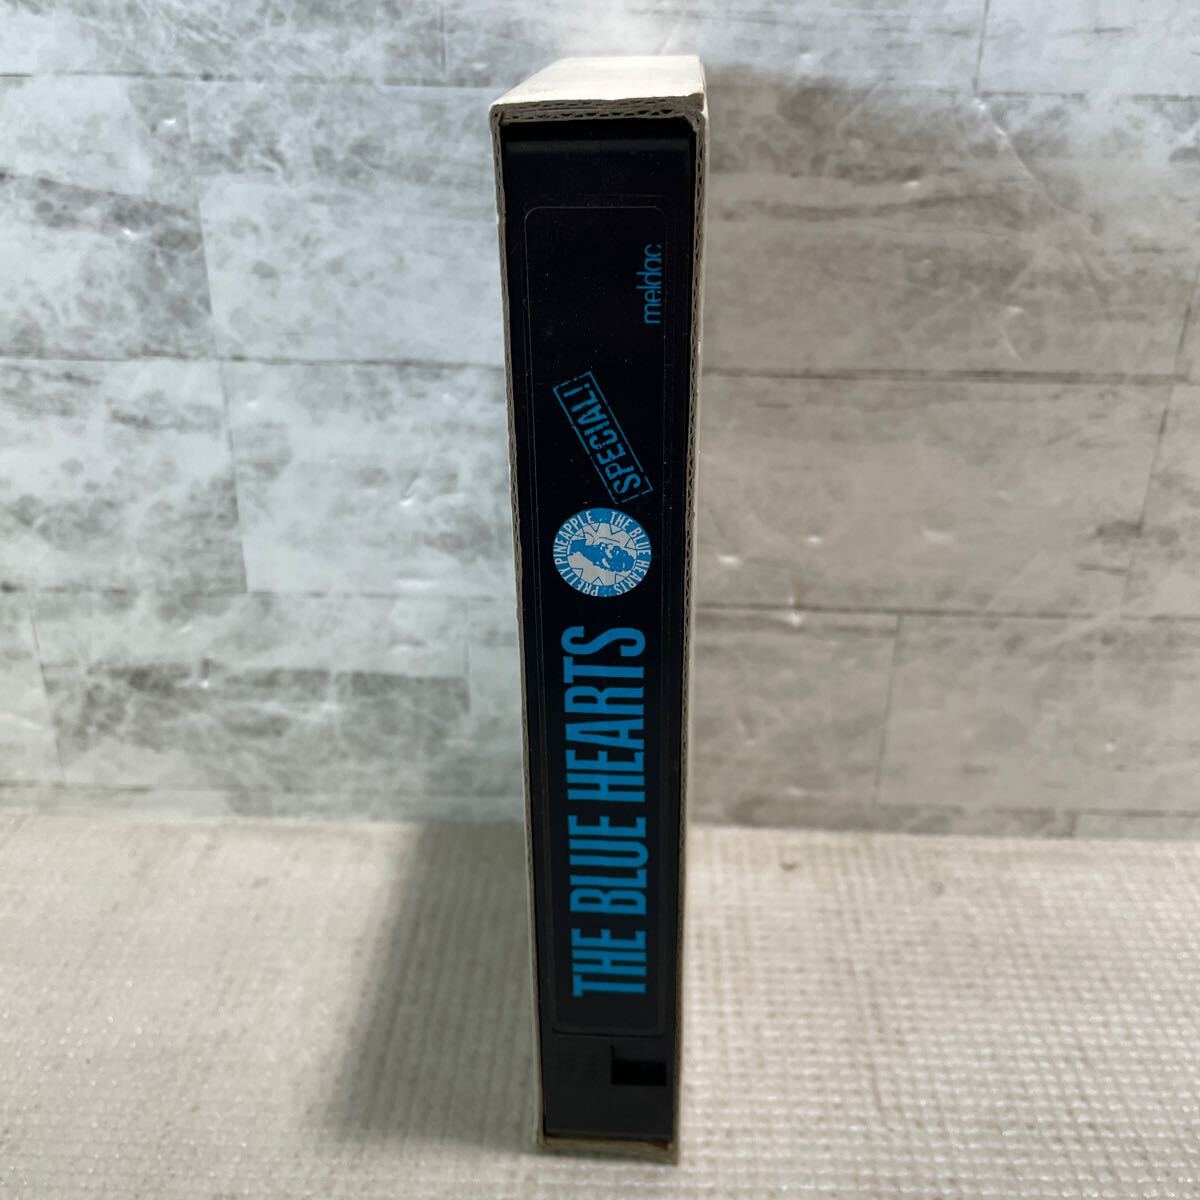 THE BLUE HEARTS
THE BLUE HEARTS
PRETTY PINEAPPLE
SPECIAL!
meldac